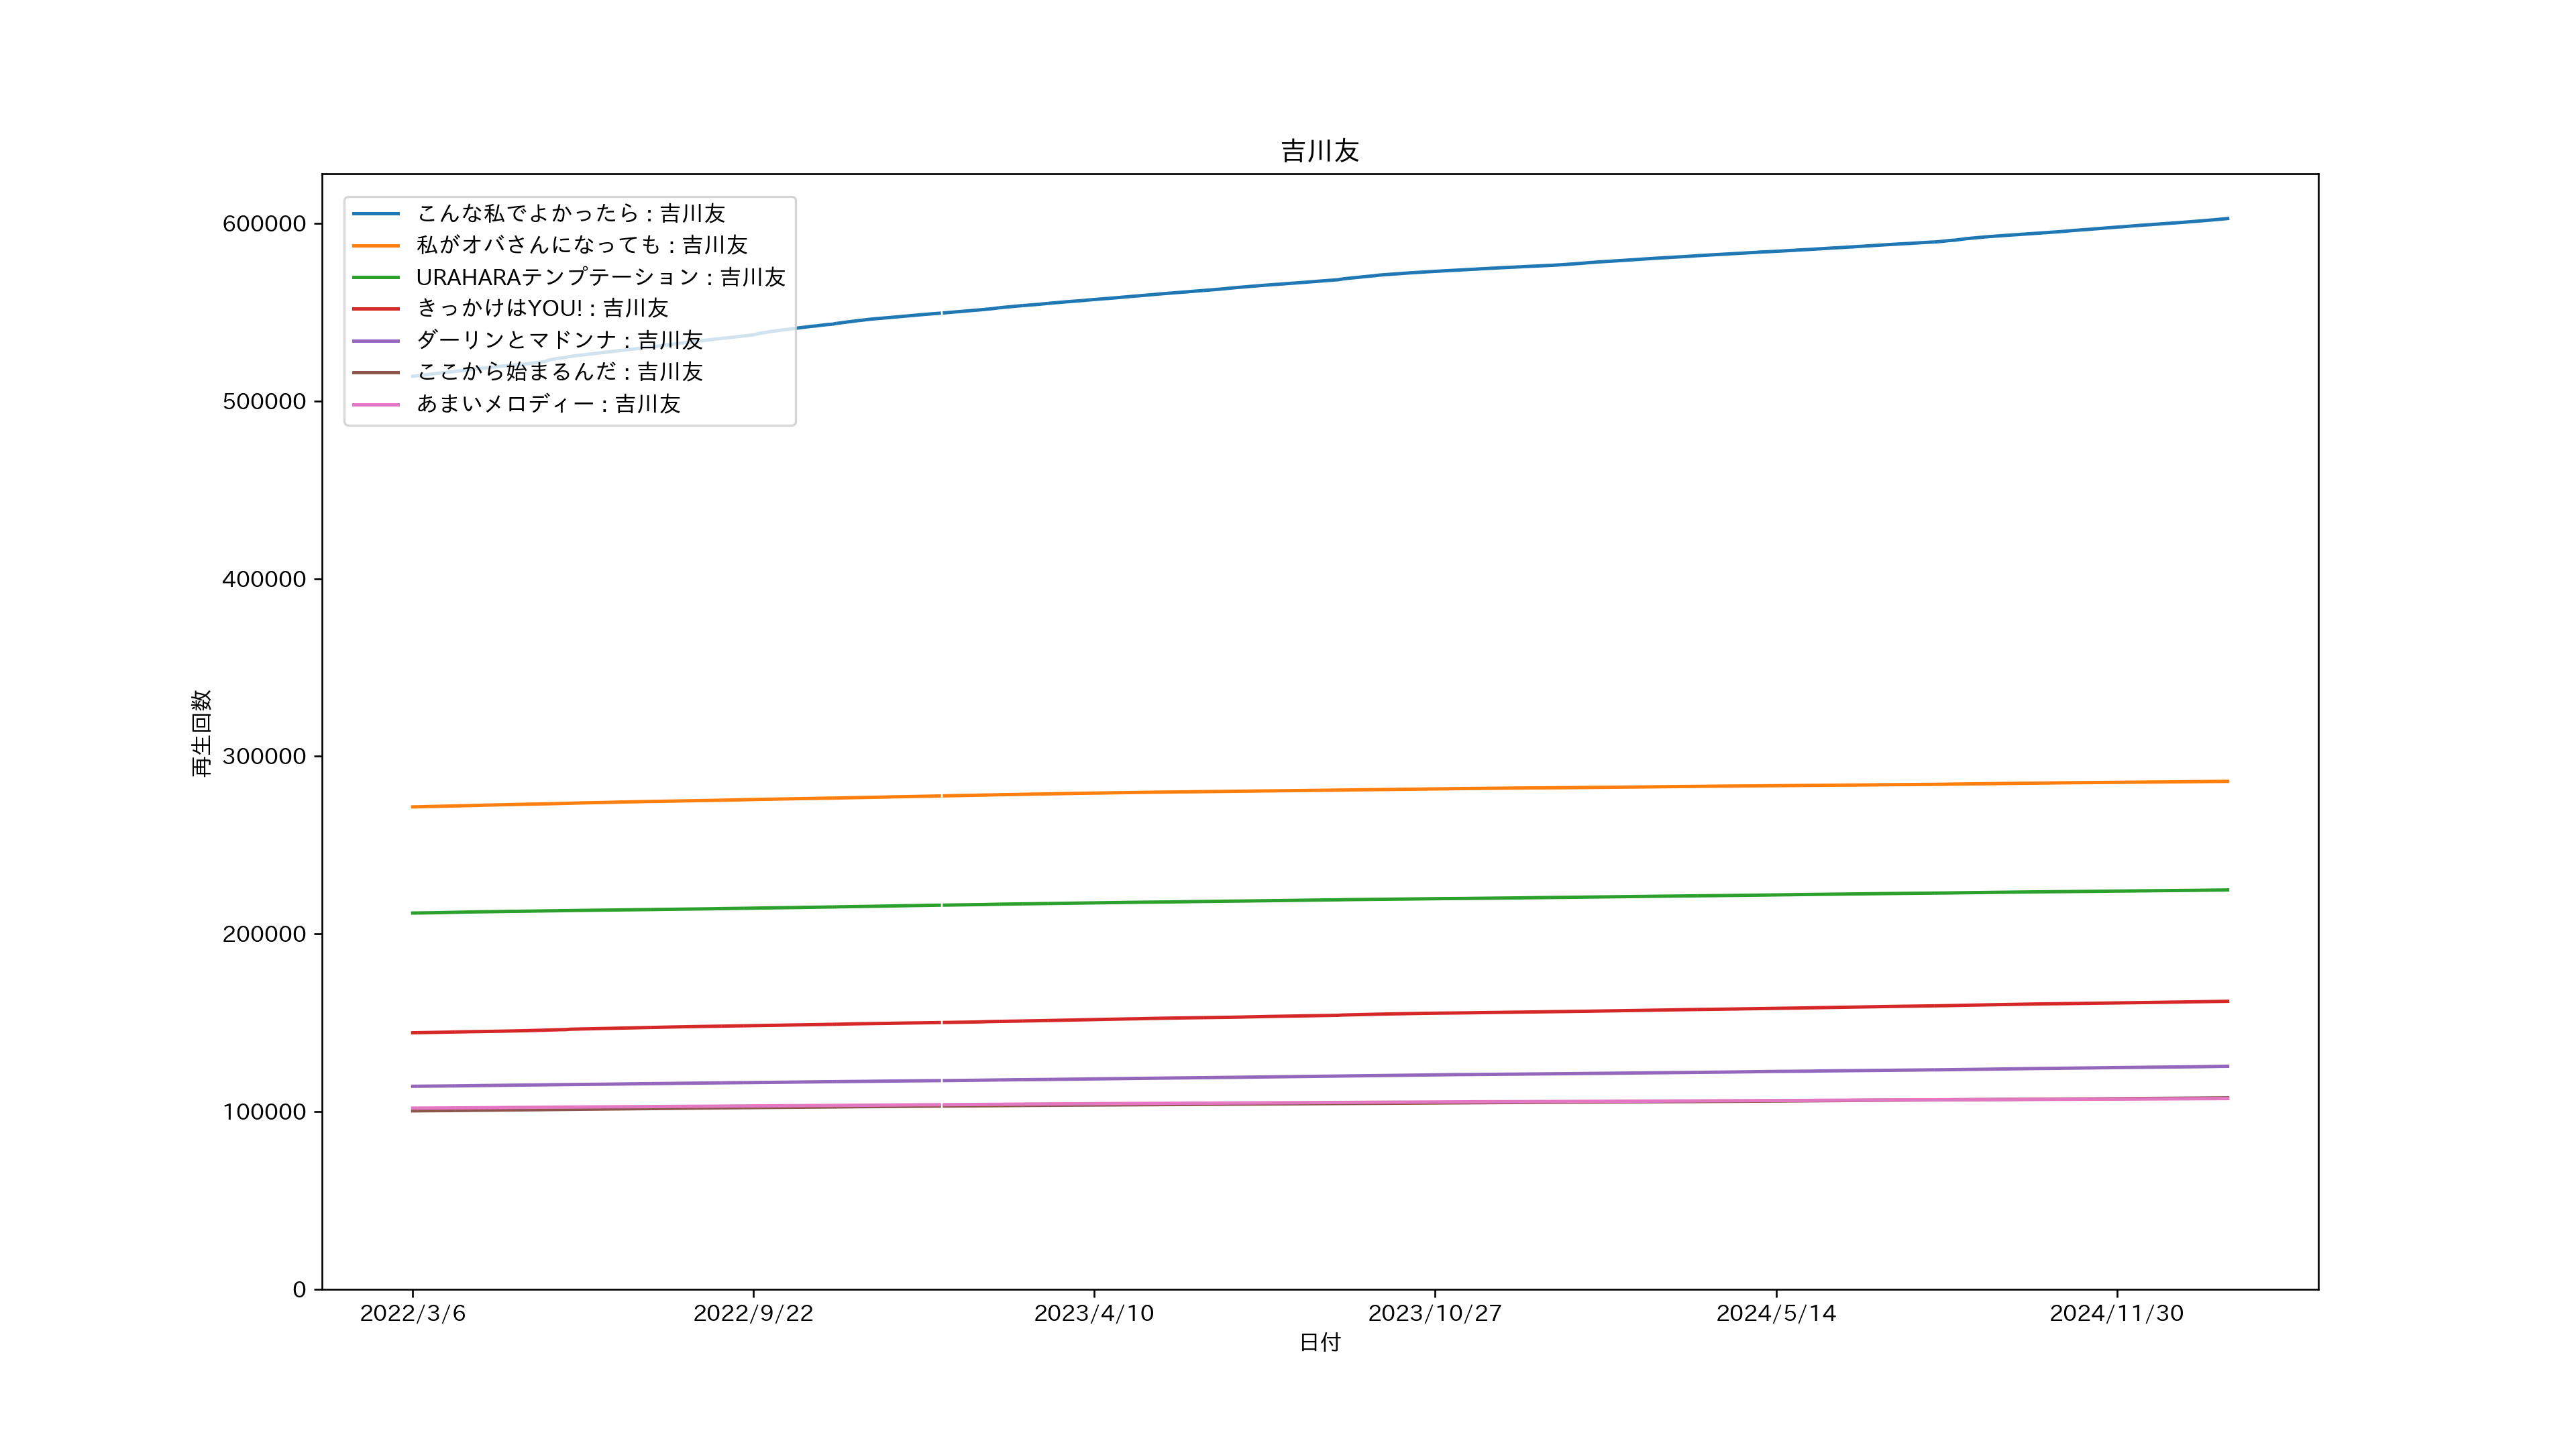 吉川友
こんな私でよかったら : 吉川友
私がオバさんになっても : 吉川友
URAHARAテンプテーション : 吉川友
きっかけはYOU! : 吉川友
ダーリンとマドンナ : 吉川友
ここから始まるんだ : 吉川友
あまいメロディー : 吉川友
600000
500000
400000
300000
200000
100000
0
再生回数
2022/3/6
2022/9/22
2023/4/10
2023/10/27
2024/5/14
2024/11/30
日付